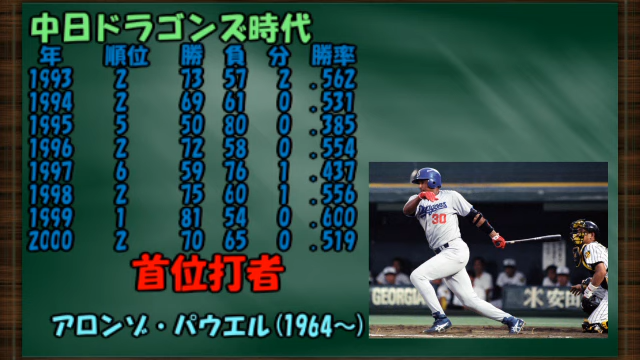 中日ドラゴンズ時代
年 順位 勝 負 分 勝率
1993 2 73 57 2 .562
1994 2 69 61 0 .531
1995 5 50 80 0 .385
1996 2 72 58 0 .554
1997 6 59 76 1 .437
1998 2 75 60 1 .556
1999 1 81 54 0 .600
2000 2 70 65 0 .519
首位打者
アロンゾ・パウエル(1964～)
Dragons
30
GEORGIA